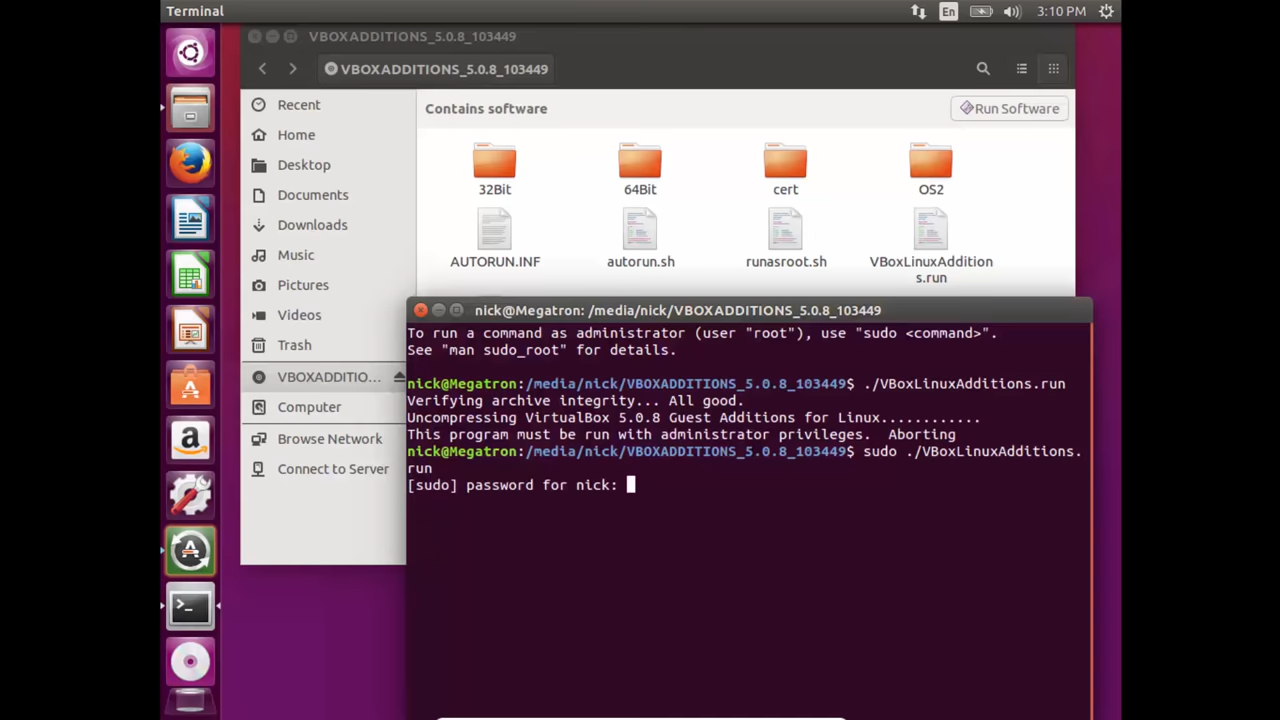 Terminal
En
3:10 PM
VBOXADDITIONS_5.0.8_103449
VBOXADDITIONS_5.0.8_103449
Recent
Home
Desktop
Documents
Downloads
Music
Pictures
Videos
Trash
VBOXADDITIO...
Computer
Browse Network
Connect to Server
Contains software
Run Software
32Bit
64Bit
cert
OS2
AUTORUN.INF
autorun.sh
runasroot.sh
VBoxLinuxAddition
s.run
nick@Megatron: /media/nick/VBOXADDITIONS_5.0.8_103449
To run a command as administrator (user "root"), use "sudo <command>".
See "man sudo_root" for details.
nick@Megatron:/media/nick/VBOXADDITIONS_5.0.8_103449$ ./VBoxLinuxAdditions.run
Verifying archive integrity... All good.
Uncompressing VirtualBox 5.0.8 Guest Additions for Linux............
This program must be run with administrator privileges.  Aborting
nick@Megatron:/media/nick/VBOXADDITIONS_5.0.8_103449$ sudo ./VBoxLinuxAdditions.
run
[sudo] password for nick: